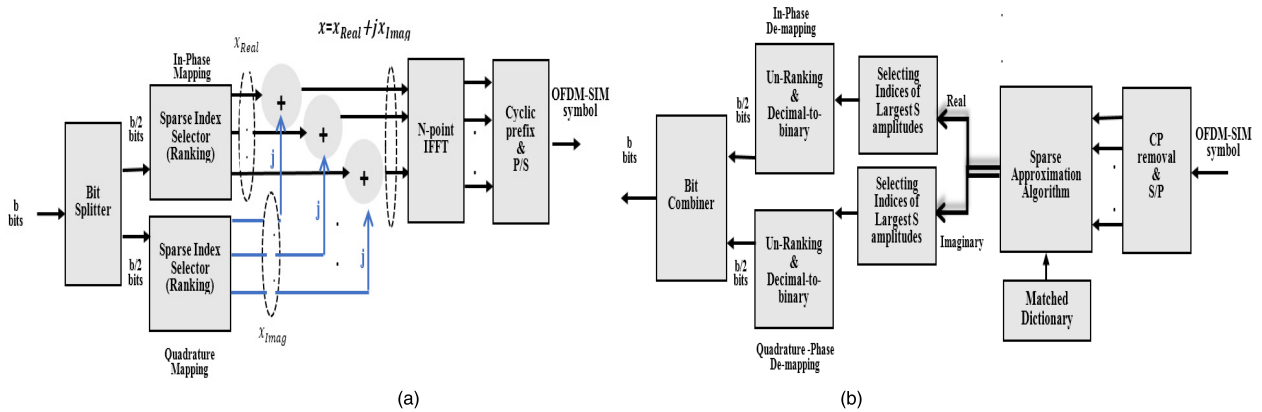 x=x_Real+jx_Imag
x_Real
In-Phase
Mapping
b/2
bits
Sparse Index
Selector
(Ranking)
+
+
+
j
j
j
N-point
IFFT
Cyclic
prefix
&
P/S
OFDM-SIM
symbol
b
bits
Bit
Splitter
b/2
bits
Sparse Index
Selector
(Ranking)
x_Imag
Quadrature
Mapping
(a)
In-Phase
De-mapping
b/2
bits
Un-Ranking
&
Decimal-to-
binary
Selecting
Indices of
Largest S
amplitudes
Real
b
bits
Bit
Combiner
Sparse
Approximation
Algorithm
CP
removal
&
S/P
OFDM-SIM
symbol
Selecting
Indices of
Largest S
amplitudes
Imaginary
b/2
bits
Un-Ranking
&
Decimal-to-
binary
Matched
Dictionary
Quadrature -Phase
De-mapping
(b)